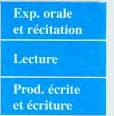 Exp. orale
et récitation
Lecture
Prod. écrite
et écriture